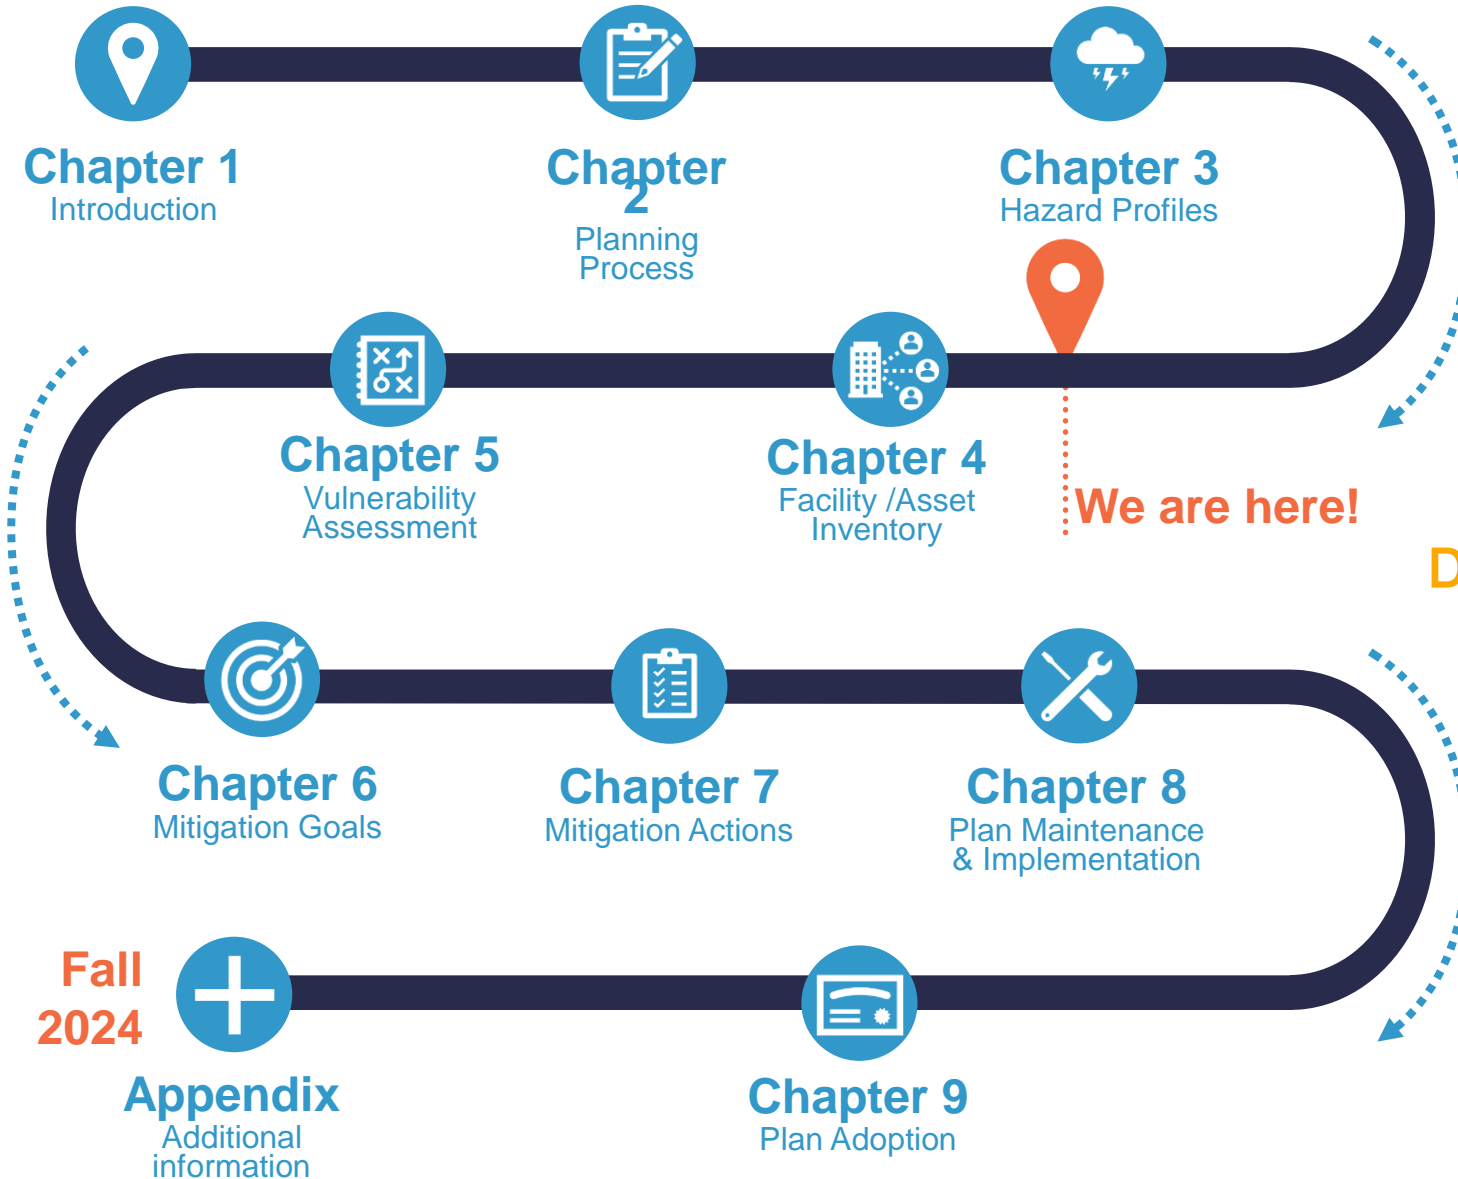 Chapter 1
Introduction
Chapter
2
Planning
Process
Chapter 3
Hazard Profiles
Chapter 5
Vulnerability
Assessment
Chapter 4
Facility /Asset
Inventory
We are here!
D
Chapter 6
Mitigation Goals
Chapter 7
Mitigation Actions
Chapter 8
Plan Maintenance
& Implementation
Fall
2024
Appendix
Additional
information
Chapter 9
Plan Adoption